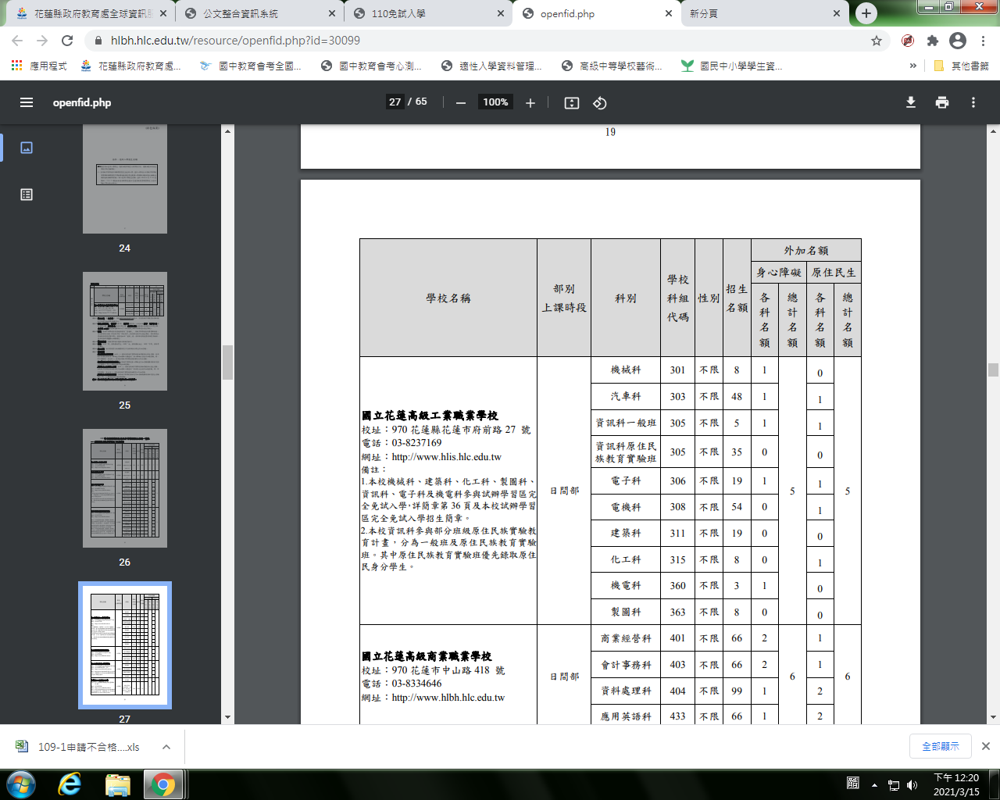 花蓮縣政府教育處全球資訊
公文整合資訊系統
110免試入學
openfid.php
新分頁
hlbh.hlc.edu.tw/resource/openfid.php?id=30099
應用程式
花蓮縣政府教育處...
國中教育會考全國...
國中教育會考心測...
適性入學資料管理...
高級中等學校藝術...
國民中小學學生資...
»
其他書籤
openfid.php
27 / 65
100%
24
25
26
27
19
學校名稱 部別 上課時段 科別 學校科組代碼 性別 招生名額 外加名額
身心障礙 原住民生
各科名額 總計名額 各科名額 總計名額
國立花蓮高級工業職業學校
校址：970 花蓮縣花蓮市府前路 27 號
電話：03-8237169
網址：http://www.hlis.hlc.edu.tw
備註：
1.本校機械科、建築科、化工科、製圖科、
資訊科、電子科及機電科參與試辦學習區完
全免試入學，詳簡章第 36 頁及本校試辦學習
區完全免試入學招生簡章。
2.本校資訊科參與部分班級原住民族實驗教
育計畫，分為一般班及原住民族教育實驗
班。其中原住民族教育實驗班優先錄取原住
民身分學生。
日間部
機械科 301 不限 8 1 0
汽車科 303 不限 48 1 1
資訊科一般班 305 不限 5 1 1
資訊科原住民
族教育實驗班 305 不限 35 0 0
電子科 306 不限 19 1 1
5 5
電機科 308 不限 54 0 1
建築科 311 不限 19 0 0
化工科 315 不限 8 0 1
機電科 360 不限 3 1 0
製圖科 363 不限 8 0 0
國立花蓮高級商業職業學校
校址：970 花蓮市中山路 418 號
電話：03-8334646
網址：http://www.hlbh.hlc.edu.tw
日間部
商業經營科 401 不限 66 2 1
會計事務科 403 不限 66 2 1
6 6
資料處理科 404 不限 99 1 2
應用英語科 433 不限 66 1 2
109-1申請不合格....xls
全部顯示
酷
下午 12:20
2021/3/15